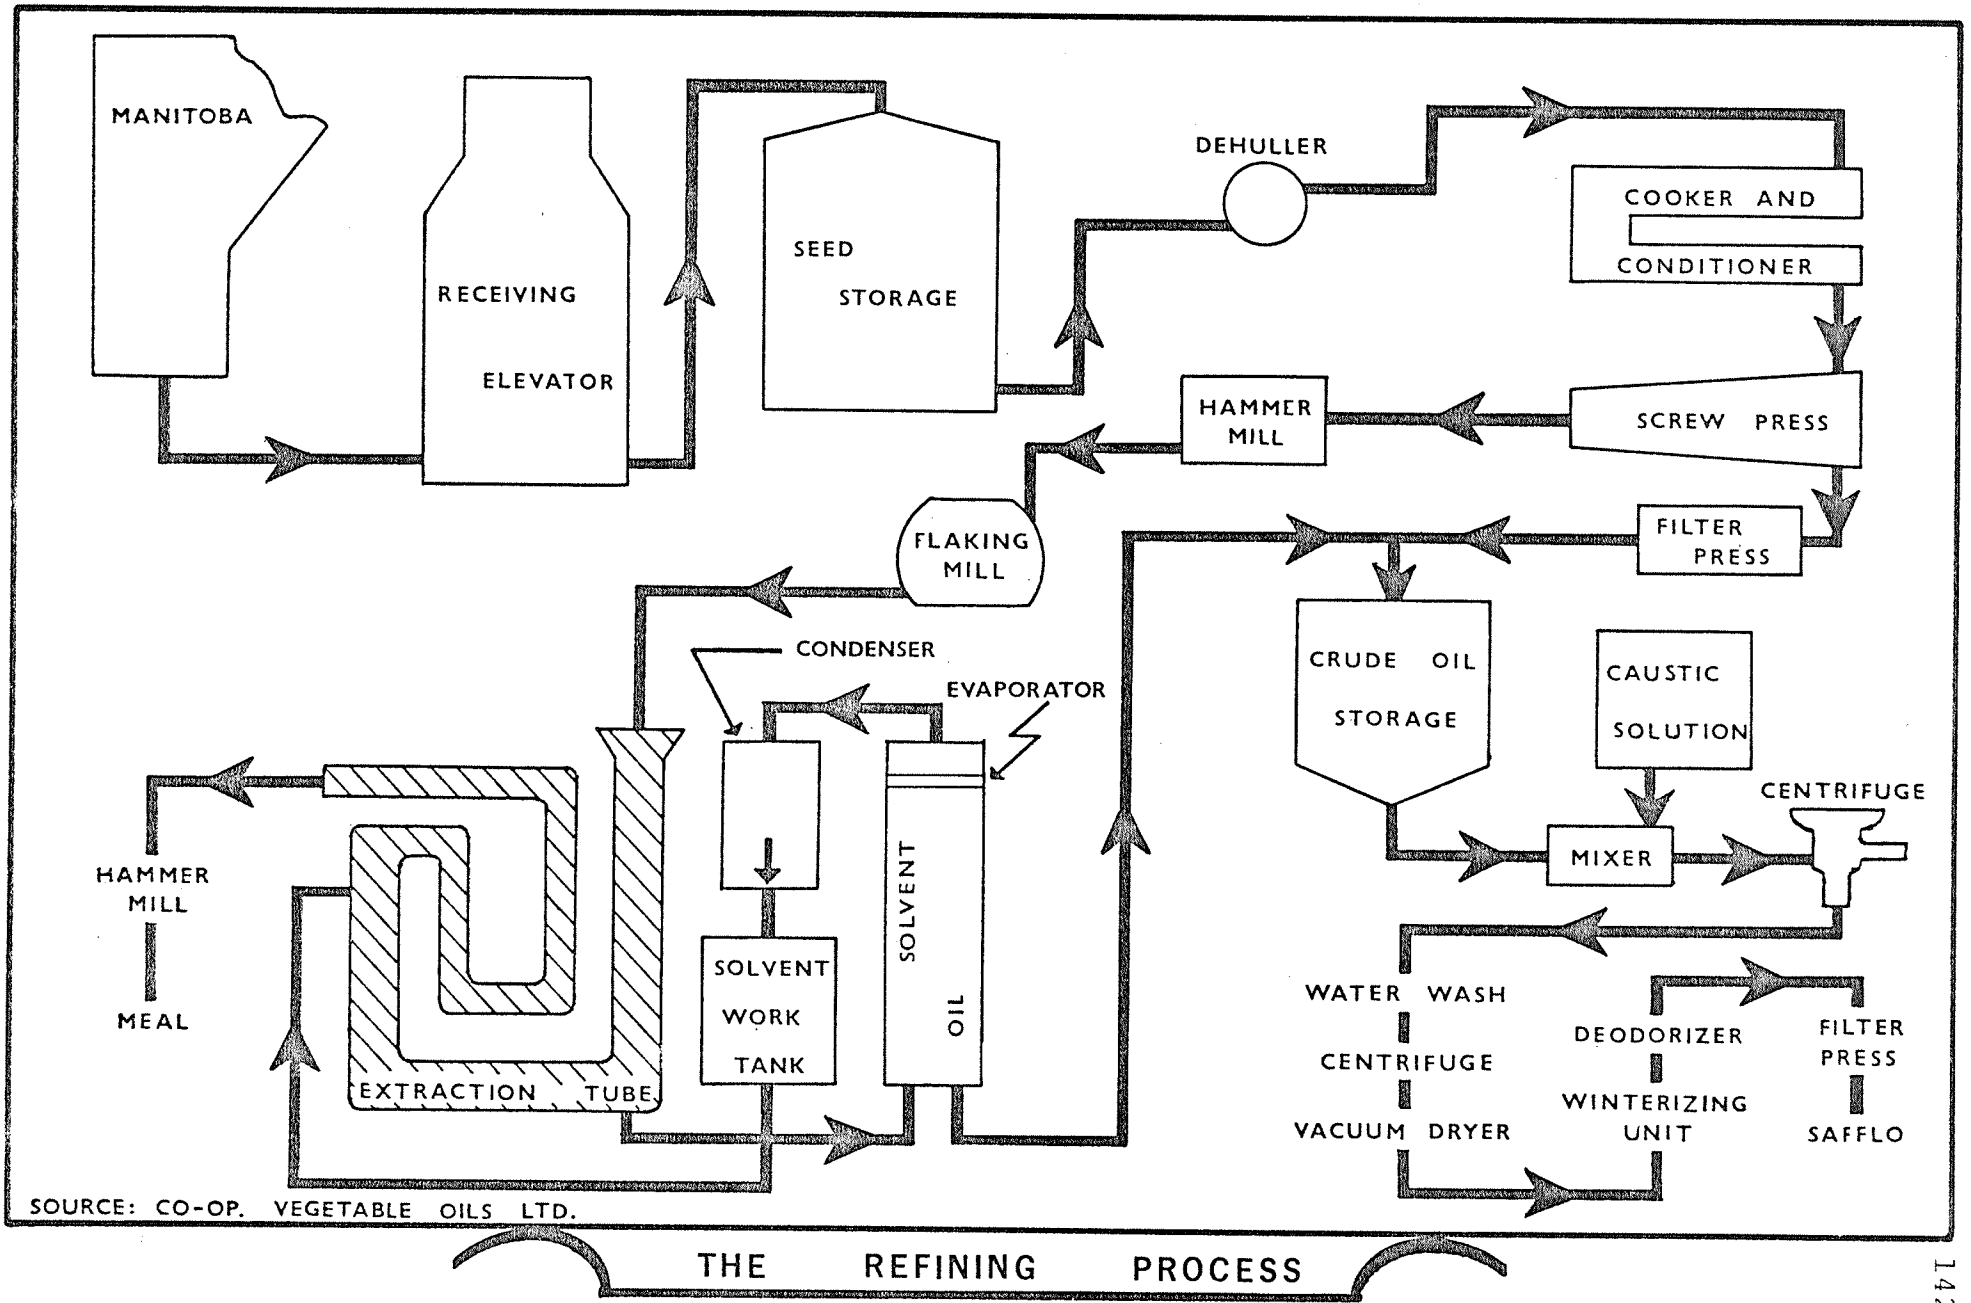 MANITOBA
RECEIVING
ELEVATOR
SEED
STORAGE
DEHULLER
COOKER AND
CONDITIONER
SCREW PRESS
HAMMER
MILL
FLAKING
MILL
FILTER
PRESS
CONDENSER
EVAPORATOR
CRUDE OIL
STORAGE
CAUSTIC
SOLUTION
MIXER
CENTRIFUGE
HAMMER
MILL
MEAL
EXTRACTION TUBE
SOLVENT
WORK
TANK
SOLVENT
OIL
WATER WASH
CENTRIFUGE
VACUUM DRYER
DEODORIZER
WINTERIZING
UNIT
FILTER
PRESS
SAFFLO
SOURCE: CO-OP. VEGETABLE OILS LTD.
THE REFINING PROCESS